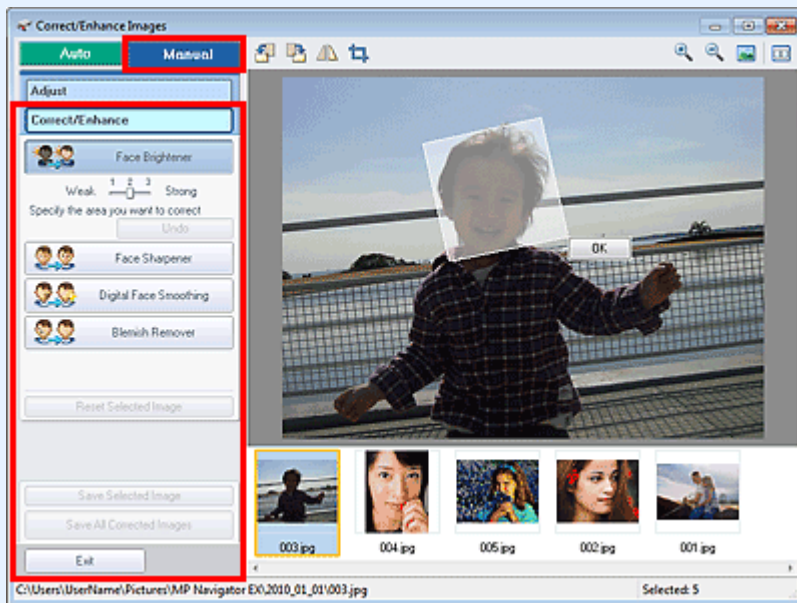 Correct/Enhance Images
Auto Manual
Adjust
Correct/Enhance
Face Brightener
1 2 3
Weak Strong
Specify the area you want to correct
Undo
Face Sharpener
Digital Face Smoothing
Blemish Remover
Reset Selected Image
Save Selected Image
Save All Corrected Images
Exit
OK
003.jpg 004.jpg 005.jpg 002.jpg 001.jpg
C:\Users\UserName\Pictures\MP Navigator EX\2010_01_01\003.jpg Selected: 5